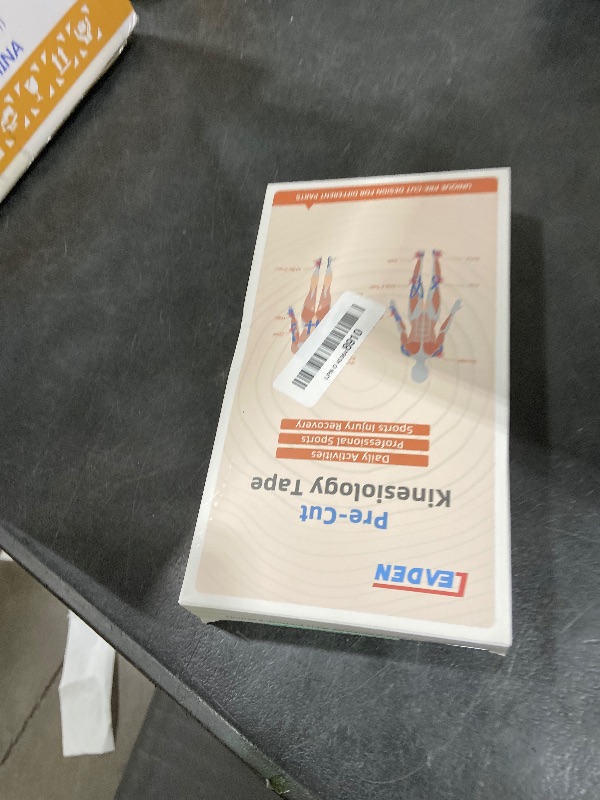 LEADEN
Pre-Cut
Kinesiology Tape
Daily Activities
Professional Sports
Sports Injury Recovery
8910
UNIQUE PRE-CUT DESIGN FOR DIFFERENT PARTS